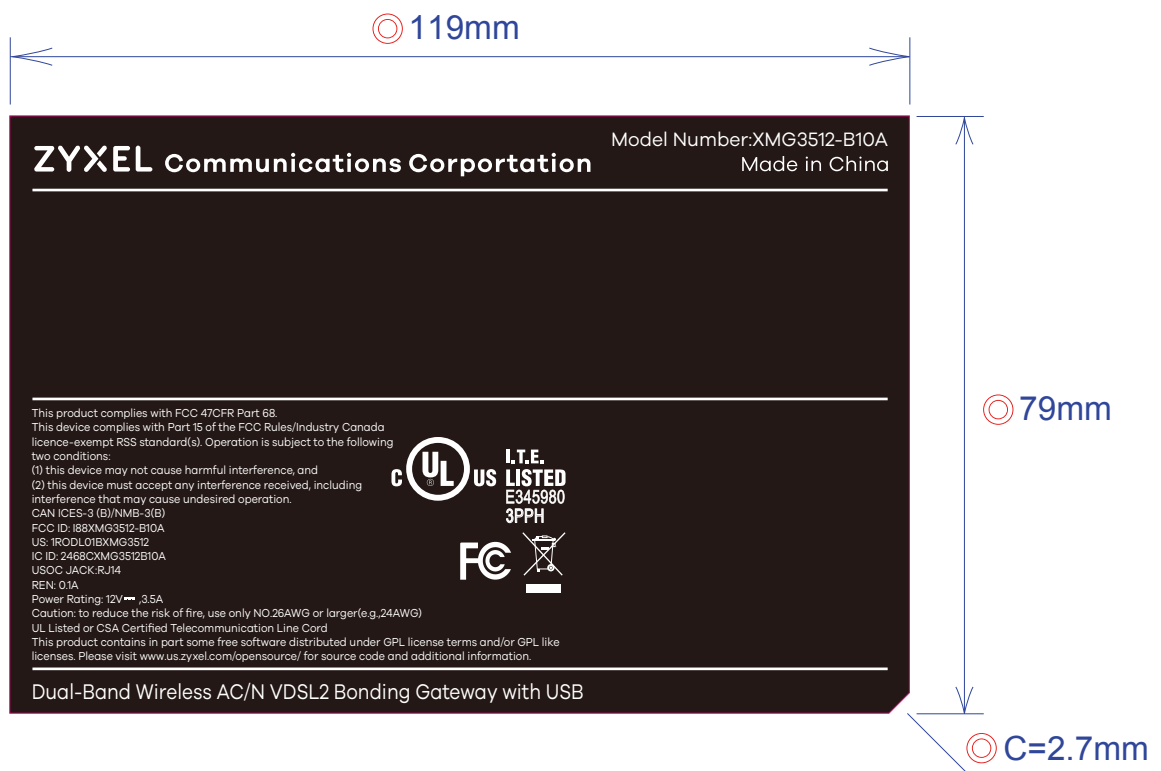 119mm
ZYXEL Communications Corportation
Model Number:XMG3512-B10A
Made in China
79mm
This product complies with FCC 47CFR Part 68.
This device complies with Part 15 of the FCC Rules/Industry Canada
licence-exempt RSS standard(s). Operation is subject to the following
two conditions:
(1) this device may not cause harmful interference, and
(2) this device must accept any interference received, including
interference that may cause undesired operation.
CAN ICES-3 (B)/NMB-3(B)
FCC ID: I88XMG3512-B10A
US: 1RODL01BXMG3512
IC ID: 2468CXMG3512B10A
USOC JACK:RJ14
REN: 0.1A
Power Rating: 12V⎓ ,3.5A
Caution: to reduce the risk of fire, use only NO.26AWG or larger(e.g.,24AWG)
UL Listed or CSA Certified Telecommunication Line Cord
This product contains in part some free software distributed under GPL license terms and/or GPL like
licenses. Please visit www.us.zyxel.com/opensource/ for source code and additional information.
C UL ® US
I.T.E.
LISTED
E345980
3PPH
FC
Dual-Band Wireless AC/N VDSL2 Bonding Gateway with USB
C=2.7mm